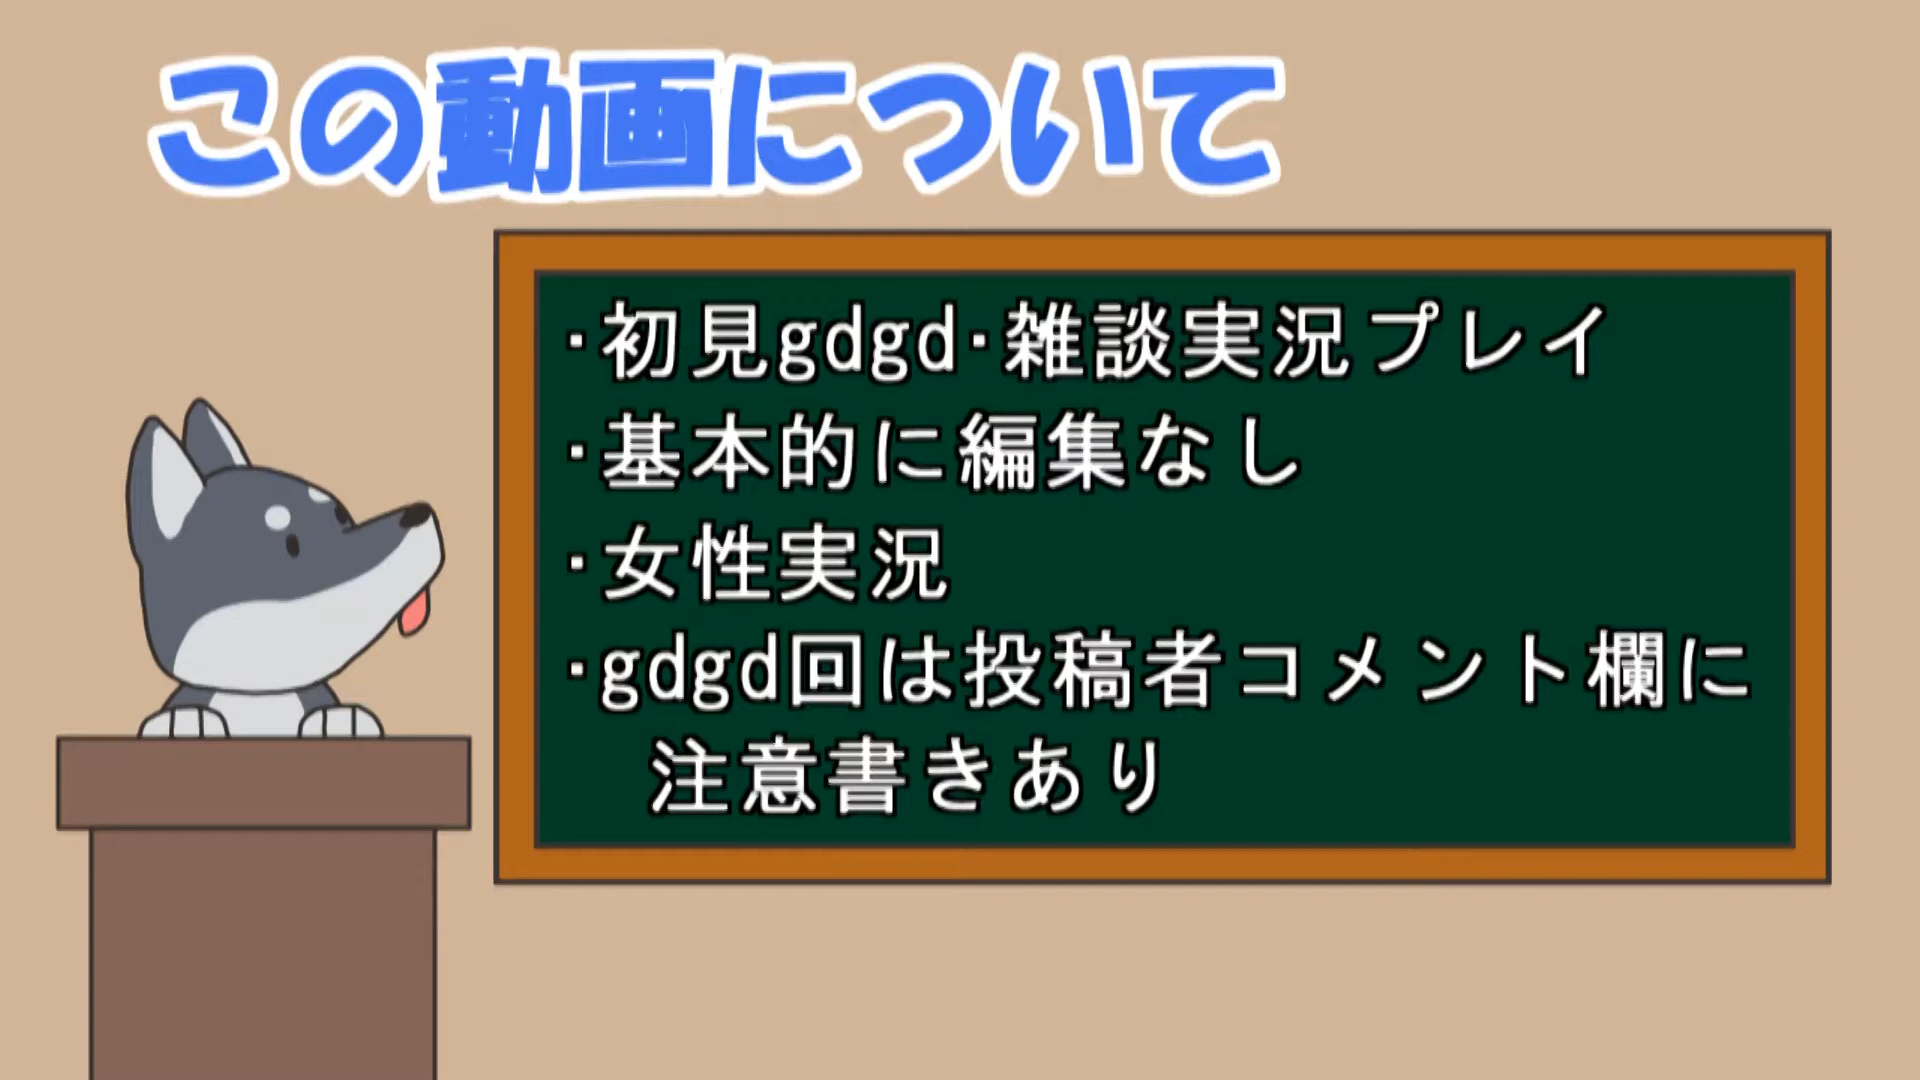 この動画について
・初見gdgd・雑談実況プレイ
・基本的に編集なし
・女性実況
・gdgd回は投稿者コメント欄に
注意書きあり